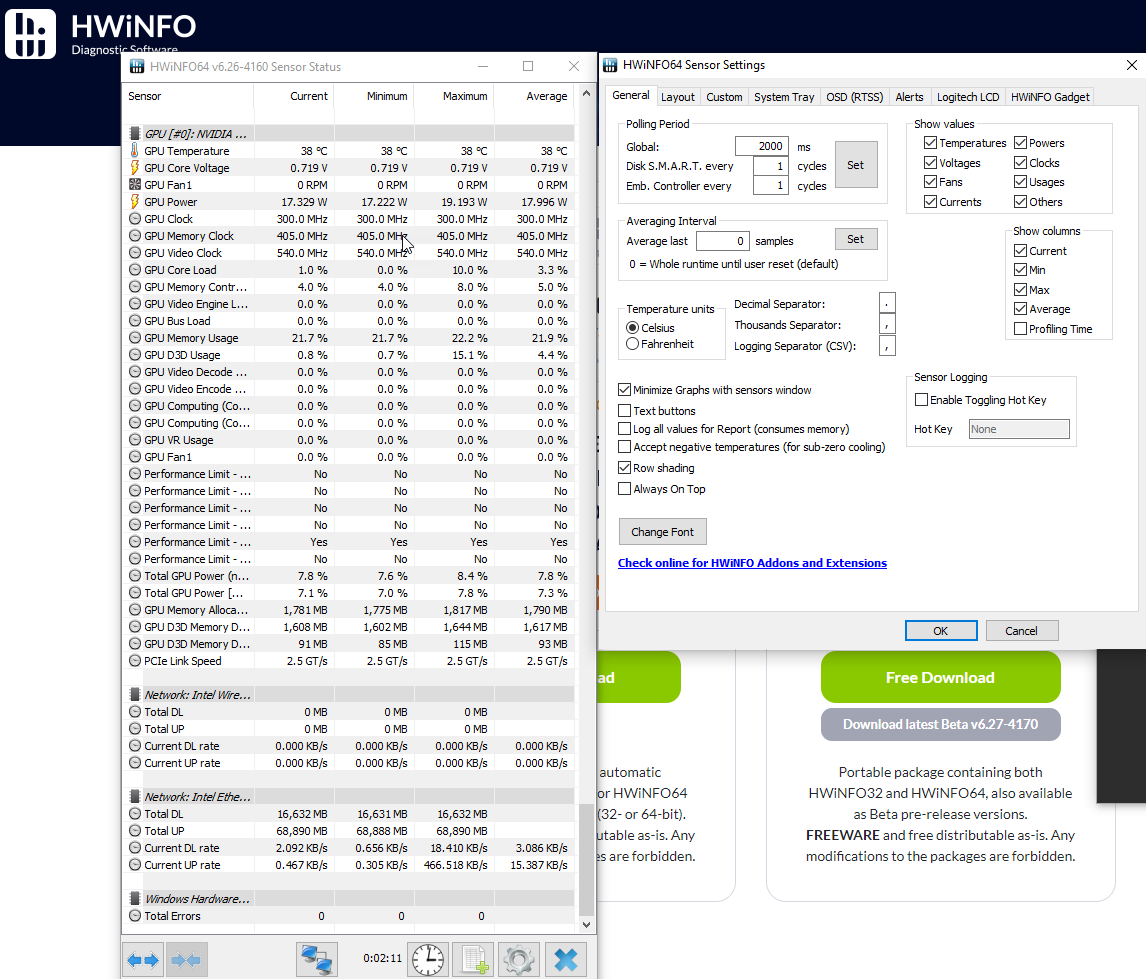 HWiNFO
Diagnostic Software
HWiNFO64 v6.26-4160 Sensor Status
Sensor Current Minimum Maximum Average
GPU [#0]: NVIDIA ...
GPU Temperature 38 °C 38 °C 38 °C 38 °C
GPU Core Voltage 0.719 V 0.719 V 0.719 V 0.719 V
GPU Fan1 0 RPM 0 RPM 0 RPM 0 RPM
GPU Power 17.329 W 17.222 W 19.193 W 17.996 W
GPU Clock 300.0 MHz 300.0 MHz 300.0 MHz 300.0 MHz
GPU Memory Clock 405.0 MHz 405.0 MHz 405.0 MHz 405.0 MHz
GPU Video Clock 540.0 MHz 540.0 MHz 540.0 MHz 540.0 MHz
GPU Core Load 1.0 % 0.0 % 10.0 % 3.3 %
GPU Memory Contr... 4.0 % 4.0 % 8.0 % 5.0 %
GPU Video Engine L... 0.0 % 0.0 % 0.0 % 0.0 %
GPU Bus Load 0.0 % 0.0 % 0.0 % 0.0 %
GPU Memory Usage 21.7 % 21.7 % 22.2 % 21.9 %
GPU D3D Usage 0.8 % 0.7 % 15.1 % 4.4 %
GPU Video Decode ... 0.0 % 0.0 % 0.0 % 0.0 %
GPU Video Encode ... 0.0 % 0.0 % 0.0 % 0.0 %
GPU Computing (Co... 0.0 % 0.0 % 0.0 % 0.0 %
GPU Computing (Co... 0.0 % 0.0 % 0.0 % 0.0 %
GPU VR Usage 0.0 % 0.0 % 0.0 % 0.0 %
GPU Fan1 0.0 % 0.0 % 0.0 % 0.0 %
Performance Limit - ... No No No No
Performance Limit - ... No No No No
Performance Limit - ... No No No No
Performance Limit - ... No No No No
Performance Limit - ... Yes Yes Yes Yes
Performance Limit - ... No No No No
Total GPU Power (n... 7.8 % 7.6 % 8.4 % 7.8 %
Total GPU Power [... 7.1 % 7.0 % 7.8 % 7.3 %
GPU Memory Alloca... 1,781 MB 1,775 MB 1,817 MB 1,790 MB
GPU D3D Memory D... 1,608 MB 1,602 MB 1,644 MB 1,617 MB
GPU D3D Memory D... 91 MB 85 MB 115 MB 93 MB
PCIe Link Speed 2.5 GT/s 2.5 GT/s 2.5 GT/s 2.5 GT/s
Network: Intel Wire...
Total DL 0 MB 0 MB 0 MB
Total UP 0 MB 0 MB 0 MB
Current DL rate 0.000 KB/s 0.000 KB/s 0.000 KB/s 0.000 KB/s
Current UP rate 0.000 KB/s 0.000 KB/s 0.000 KB/s 0.000 KB/s
Network: Intel Ethe...
Total DL 16,632 MB 16,631 MB 16,632 MB
Total UP 68,890 MB 68,888 MB 68,890 MB
Current DL rate 2.092 KB/s 0.656 KB/s 18.410 KB/s 3.086 KB/s
Current UP rate 0.467 KB/s 0.305 KB/s 466.518 KB/s 15.387 KB/s
Windows Hardware...
Total Errors 0 0 0
0:02:11
HWiNFO64 Sensor Settings
General Layout Custom System Tray OSD (RTSS) Alerts Logitech LCD HWiNFO Gadget
Polling Period
Global: 2000 ms
Disk S.M.A.R.T. every 1 cycles
Emb. Controller every 1 cycles
Set
Show values
Temperatures Powers
Voltages Clocks
Fans Usages
Currents Others
Averaging Interval
Average last 0 samples Set
0 = Whole runtime until user reset (default)
Show columns
Current
Min
Max
Average
Profiling Time
Temperature units
Celsius
Fahrenheit
Decimal Separator: .
Thousands Separator: ,
Logging Separator (CSV): ,
Minimize Graphs with sensors window
Text buttons
Log all values for Report (consumes memory)
Accept negative temperatures (for sub-zero cooling)
Row shading
Always On Top
Sensor Logging
Enable Toggling Hot Key
Hot Key None
Change Font
Check online for HWiNFO Addons and Extensions
OK Cancel
ad
automatic
or HWiNFO64
(32- or 64-bit).
utable as-is. Any
es are forbidden.
Free Download
Download latest Beta v6.27-4170
Portable package containing both
HWiNFO32 and HWiNFO64, also available
as Beta pre-release versions.
FREEWARE and free distributable as-is. Any
modifications to the packages are forbidden.